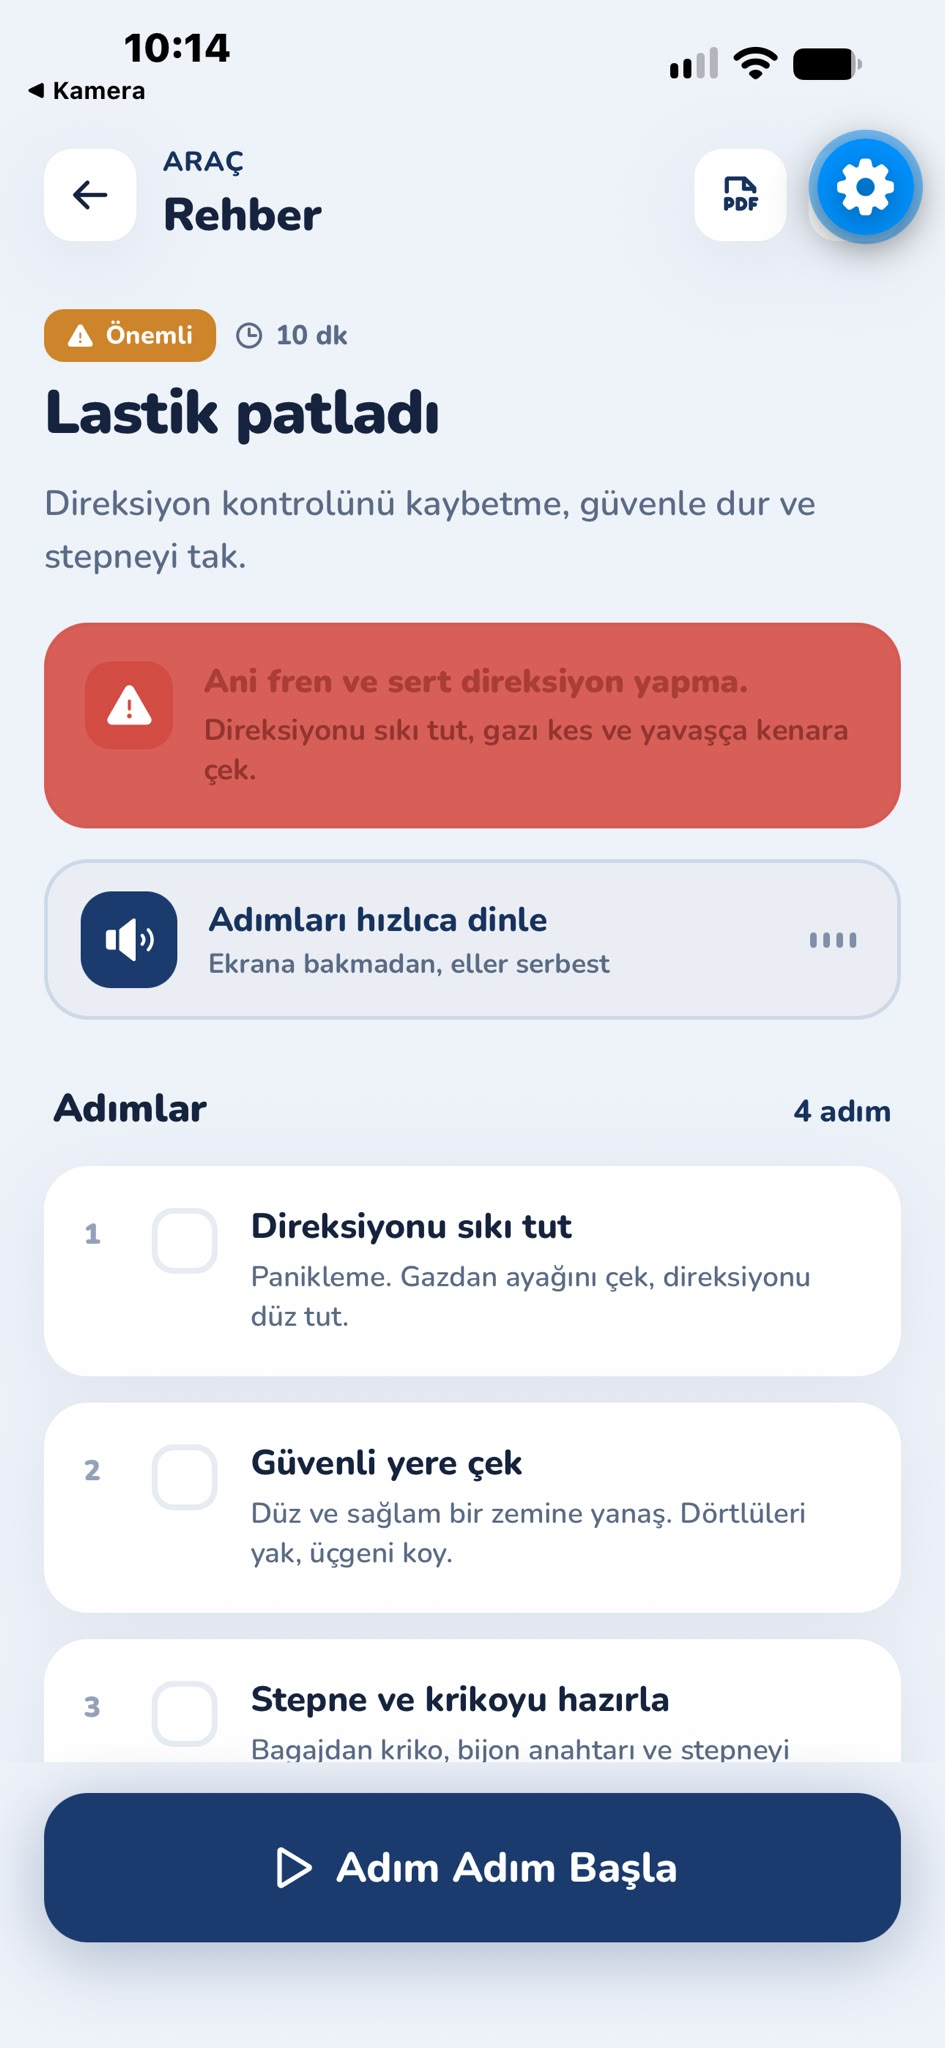 10:14
Kamera
ARAÇ
Rehber
PDF
Önemli
10 dk
Lastik patladı
Direksiyon kontrolünü kaybetme, güvenle dur ve
stepneyi tak.
Ani fren ve sert direksiyon yapma.
Direksiyonu sıkı tut, gazı kes ve yavaşça kenara
çek.
Adımları hızlıca dinle
Ekrana bakmadan, eller serbest
Adımlar
4 adım
1
Direksiyonu sıkı tut
Panikleme. Gazdan ayağını çek, direksiyonu
düz tut.
2
Güvenli yere çek
Düz ve sağlam bir zemine yanaş. Dörtlüleri
yak, üçgeni koy.
3
Stepne ve krikoyu hazırla
Bagajdan kriko, bijon anahtarı ve stepneyi
Adım Adım Başla